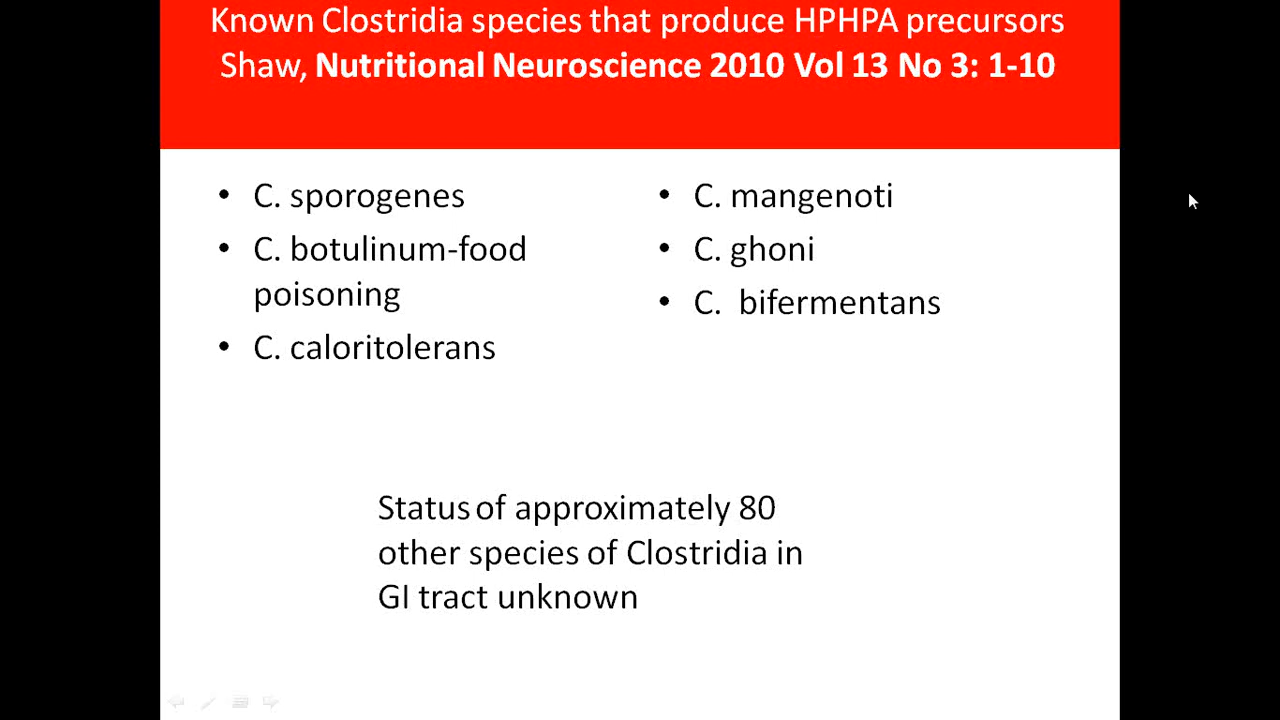 Known Clostridia species that produce HPHPA precursors
Shaw, Nutritional Neuroscience 2010 Vol 13 No 3: 1-10
• C. sporogenes
• C. botulinum-food
poisoning
• C. caloritolerans
• C. mangenoti
• C. ghoni
• C. bifermentans
Status of approximately 80
other species of Clostridia in
GI tract unknown